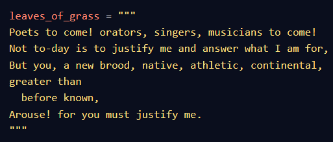 leaves_of_grass = """
Poets to come! orators, singers, musicians to come!
Not to-day is to justify me and answer what I am for,
But you, a new brood, native, athletic, continental,
greater than
  before known,
Arouse! for you must justify me.
"""